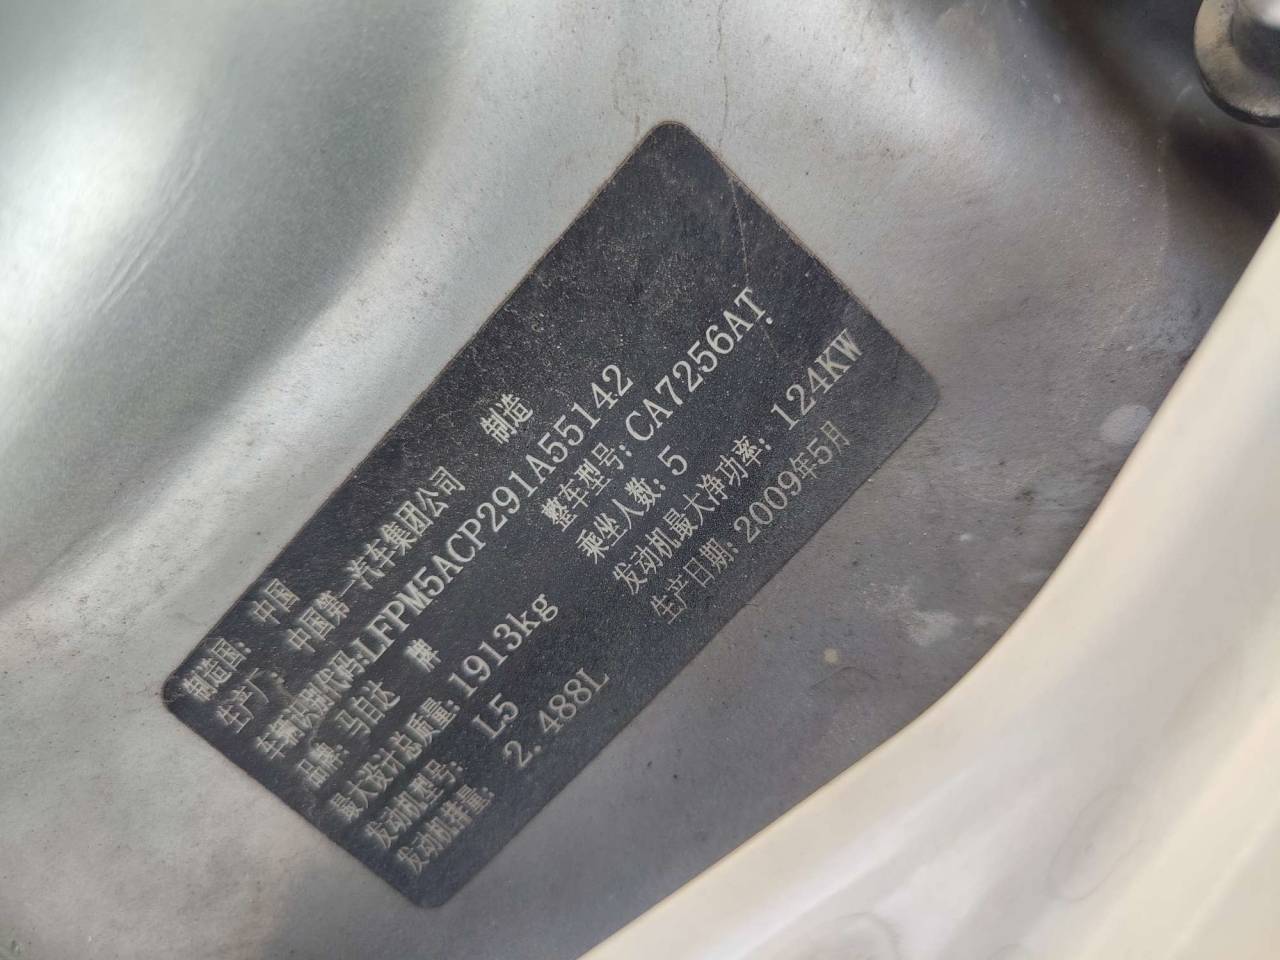 制造国： 中国
生产厂： 中国第一汽车集团公司 制造
车辆识别代码:LFPM5ACP291A55142
品牌： 马自达 牌 整车型号：CA7256AT
最大设计总质量：1913kg 乘坐人数：5
发动机型号： L5 发动机最大净功率：124KW
发动机排量： 2.488L 生产日期：2009年5月